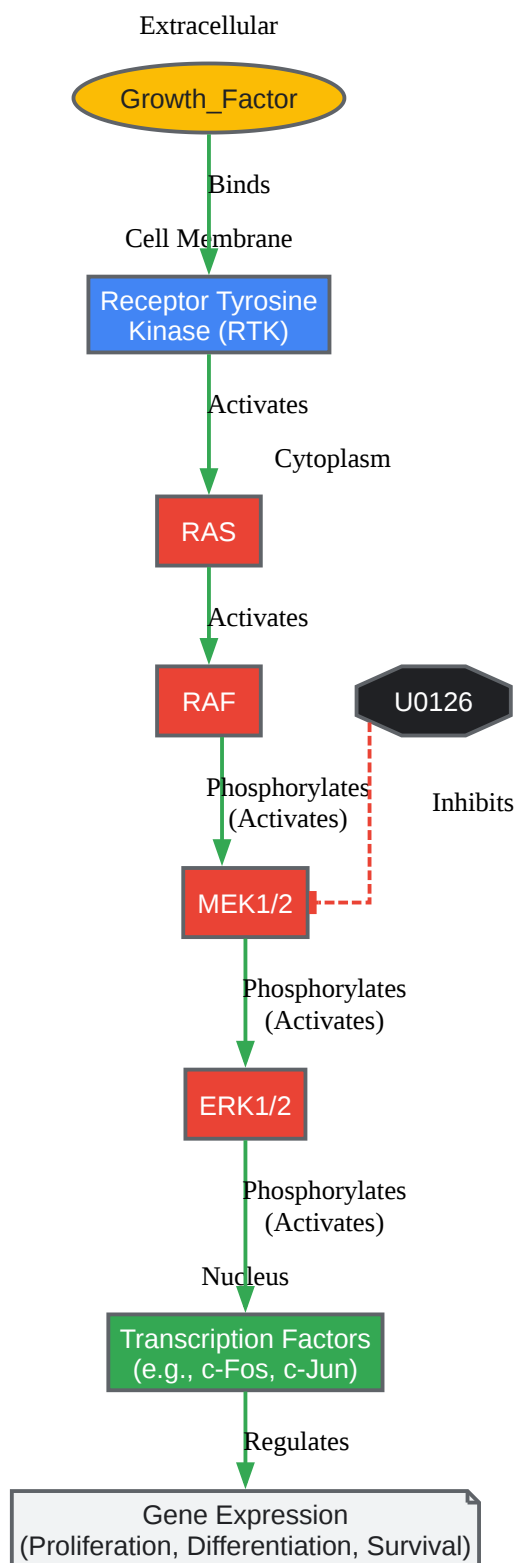 Extracellular
Growth_Factor
Binds
Cell Membrane
Receptor Tyrosine
Kinase (RTK)
Activates
Cytoplasm
RAS
Activates
RAF
U0126
Phosphorylates
(Activates)
Inhibits
MEK1/2
Phosphorylates
(Activates)
ERK1/2
Phosphorylates
(Activates)
Nucleus
Transcription Factors
(e.g., c-Fos, c-Jun)
Regulates
Gene Expression
(Proliferation, Differentiation, Survival)